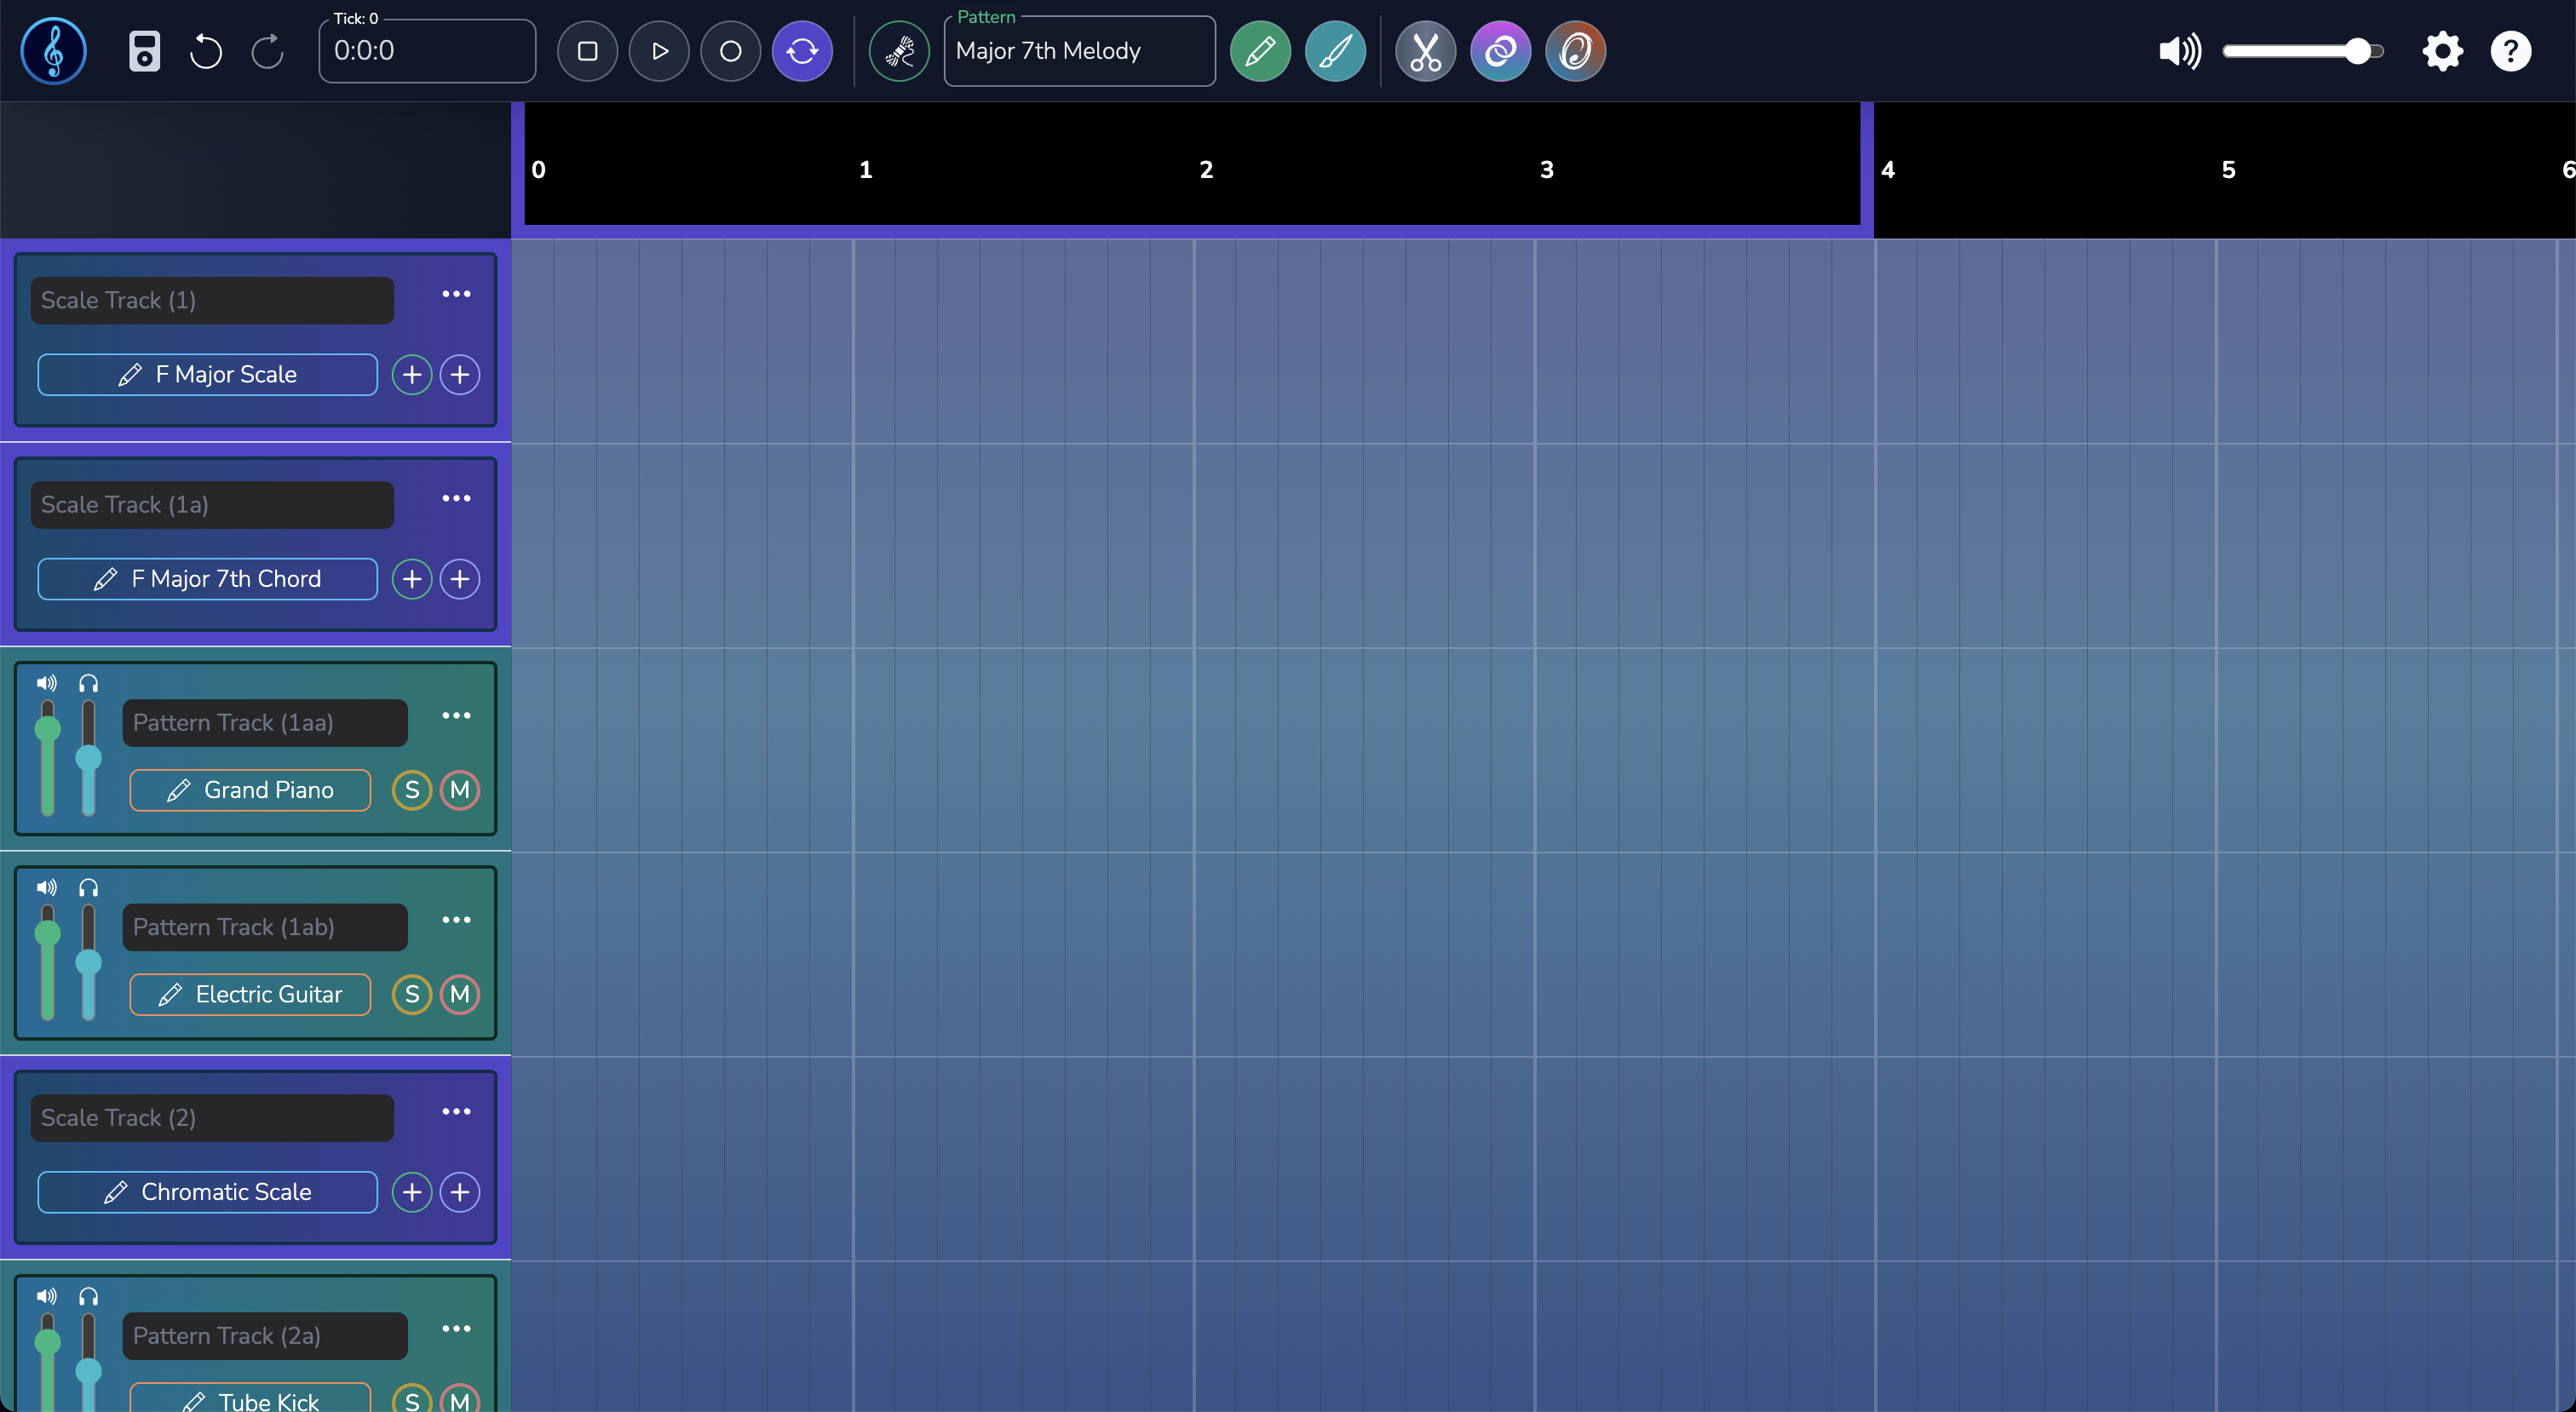 Tick: 0
0:0:0
Pattern
Major 7th Melody
?
0 1 2 3 4 5 6
Scale Track (1)
F Major Scale
Scale Track (1a)
F Major 7th Chord
Pattern Track (1aa)
Grand Piano S M
Pattern Track (1ab)
Electric Guitar S M
Scale Track (2)
Chromatic Scale
Pattern Track (2a)
Tube Kick S M